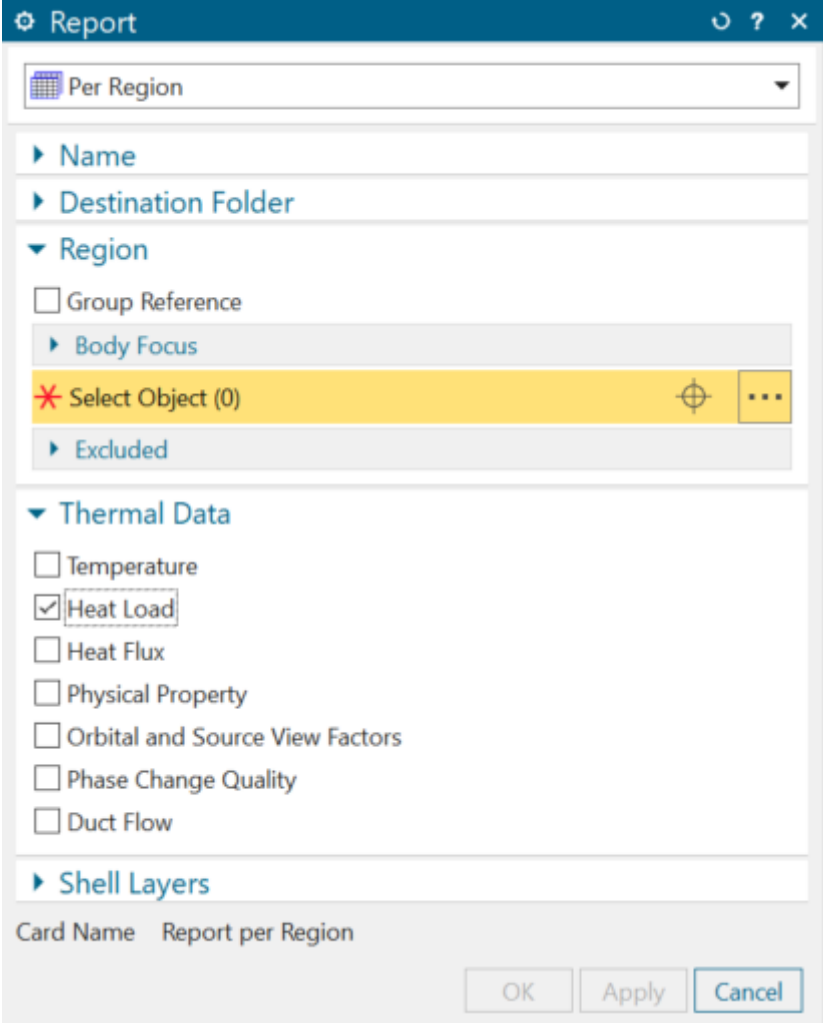 Report ?
Per Region
Name
Destination Folder
Region
Group Reference
Body Focus
Select Object (0)
Excluded
Thermal Data
Temperature
Heat Load
Heat Flux
Physical Property
Orbital and Source View Factors
Phase Change Quality
Duct Flow
Shell Layers
Card Name Report per Region
OK Apply Cancel